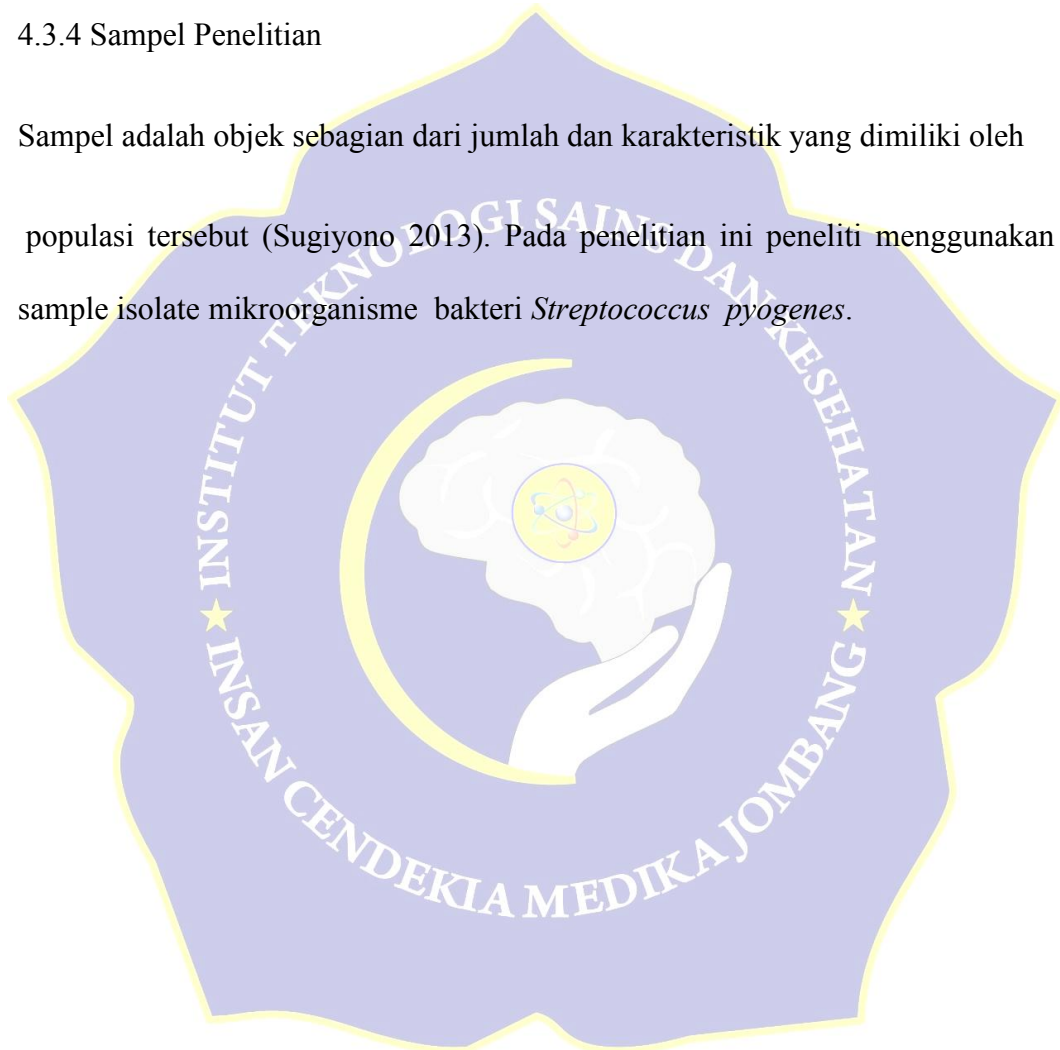 4.3.4 Sampel Penelitian
Sampel adalah objek sebagian dari jumlah dan karakteristik yang dimiliki oleh
populasi tersebut (Sugiyono 2013). Pada penelitian ini peneliti menggunakan
sample isolate mikroorganisme bakteri Streptococcus pyogenes.
INSTITUT TEKNOLOGI SAINS DAN KESEHATAN
INSAN CENDEKIA MEDIKA JOMBANG